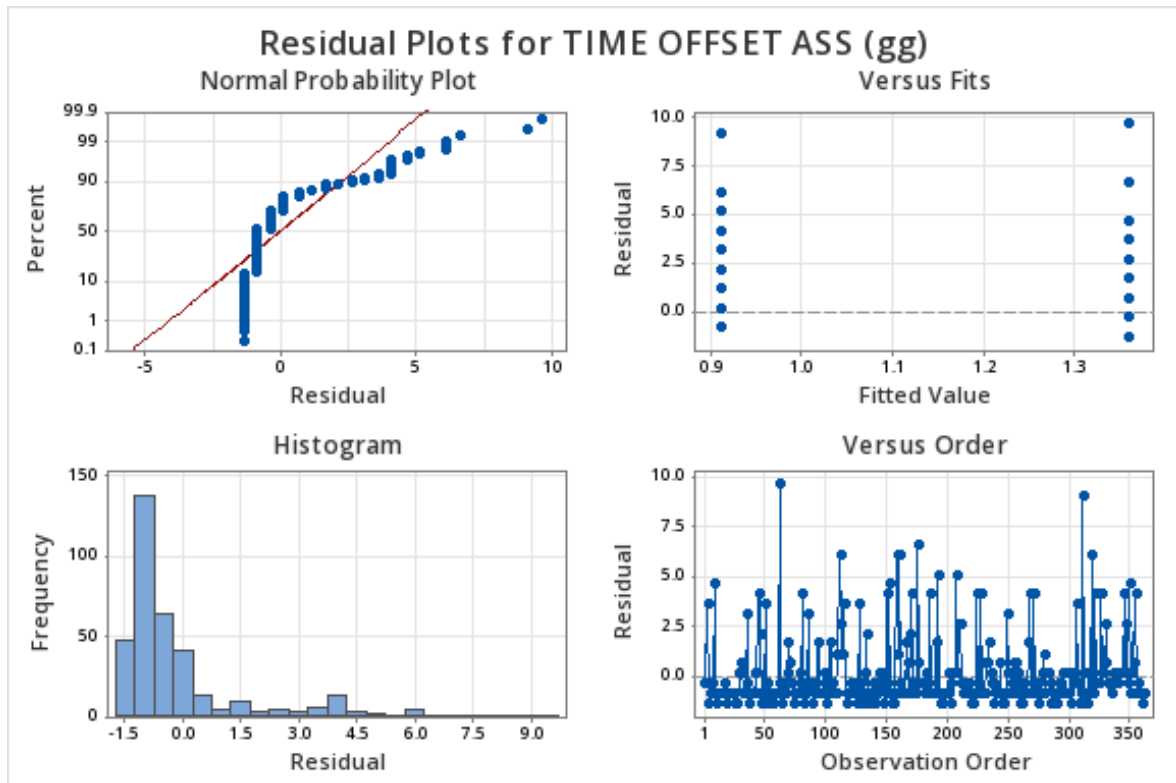 Residual Plots for TIME OFFSET ASS (gg)
Normal Probability Plot
99.9
99
90
50
10
1
0.1
Percent
-5 0 5 10
Residual
Versus Fits
10.0
7.5
5.0
2.5
0.0
Residual
0.9 1.0 1.1 1.2 1.3
Fitted Value
Histogram
150
100
50
0
Frequency
-1.5 0.0 1.5 3.0 4.5 6.0 7.5 9.0
Residual
Versus Order
10.0
7.5
5.0
2.5
0.0
Residual
1 50 100 150 200 250 300 350
Observation Order